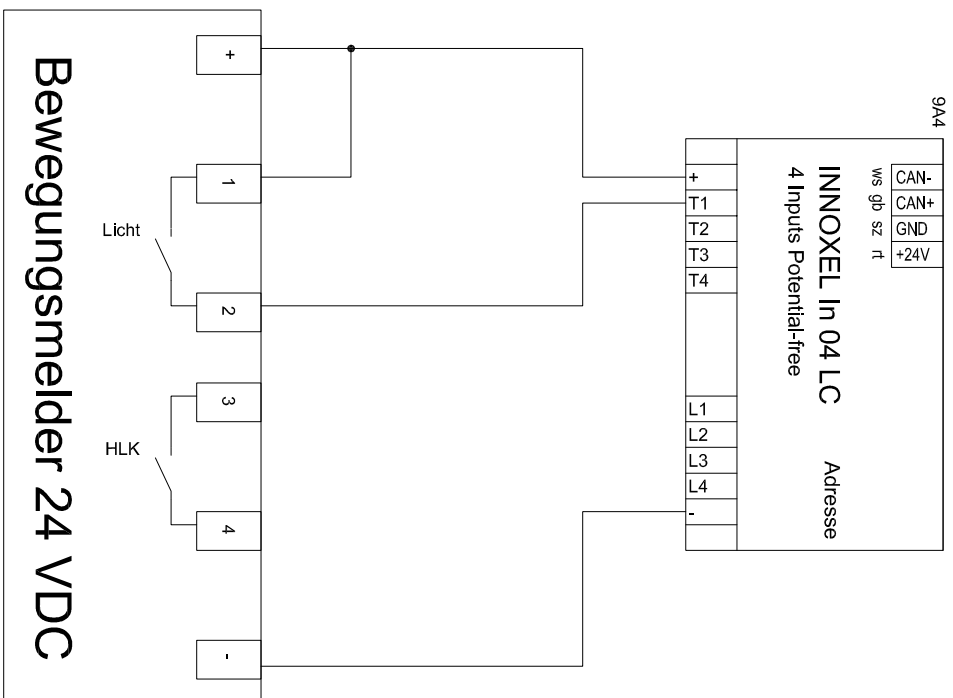 Bewegungsmelder 24 VDC
+
1
Licht
2
3
HLK
4
-
9A4
INNOXEL In 04 LC
4 Inputs Potential-free
Adresse
CAN-
CAN+
GND
+24V
ws
gb
sz
rt
+
T1
T2
T3
T4
L1
L2
L3
L4
-